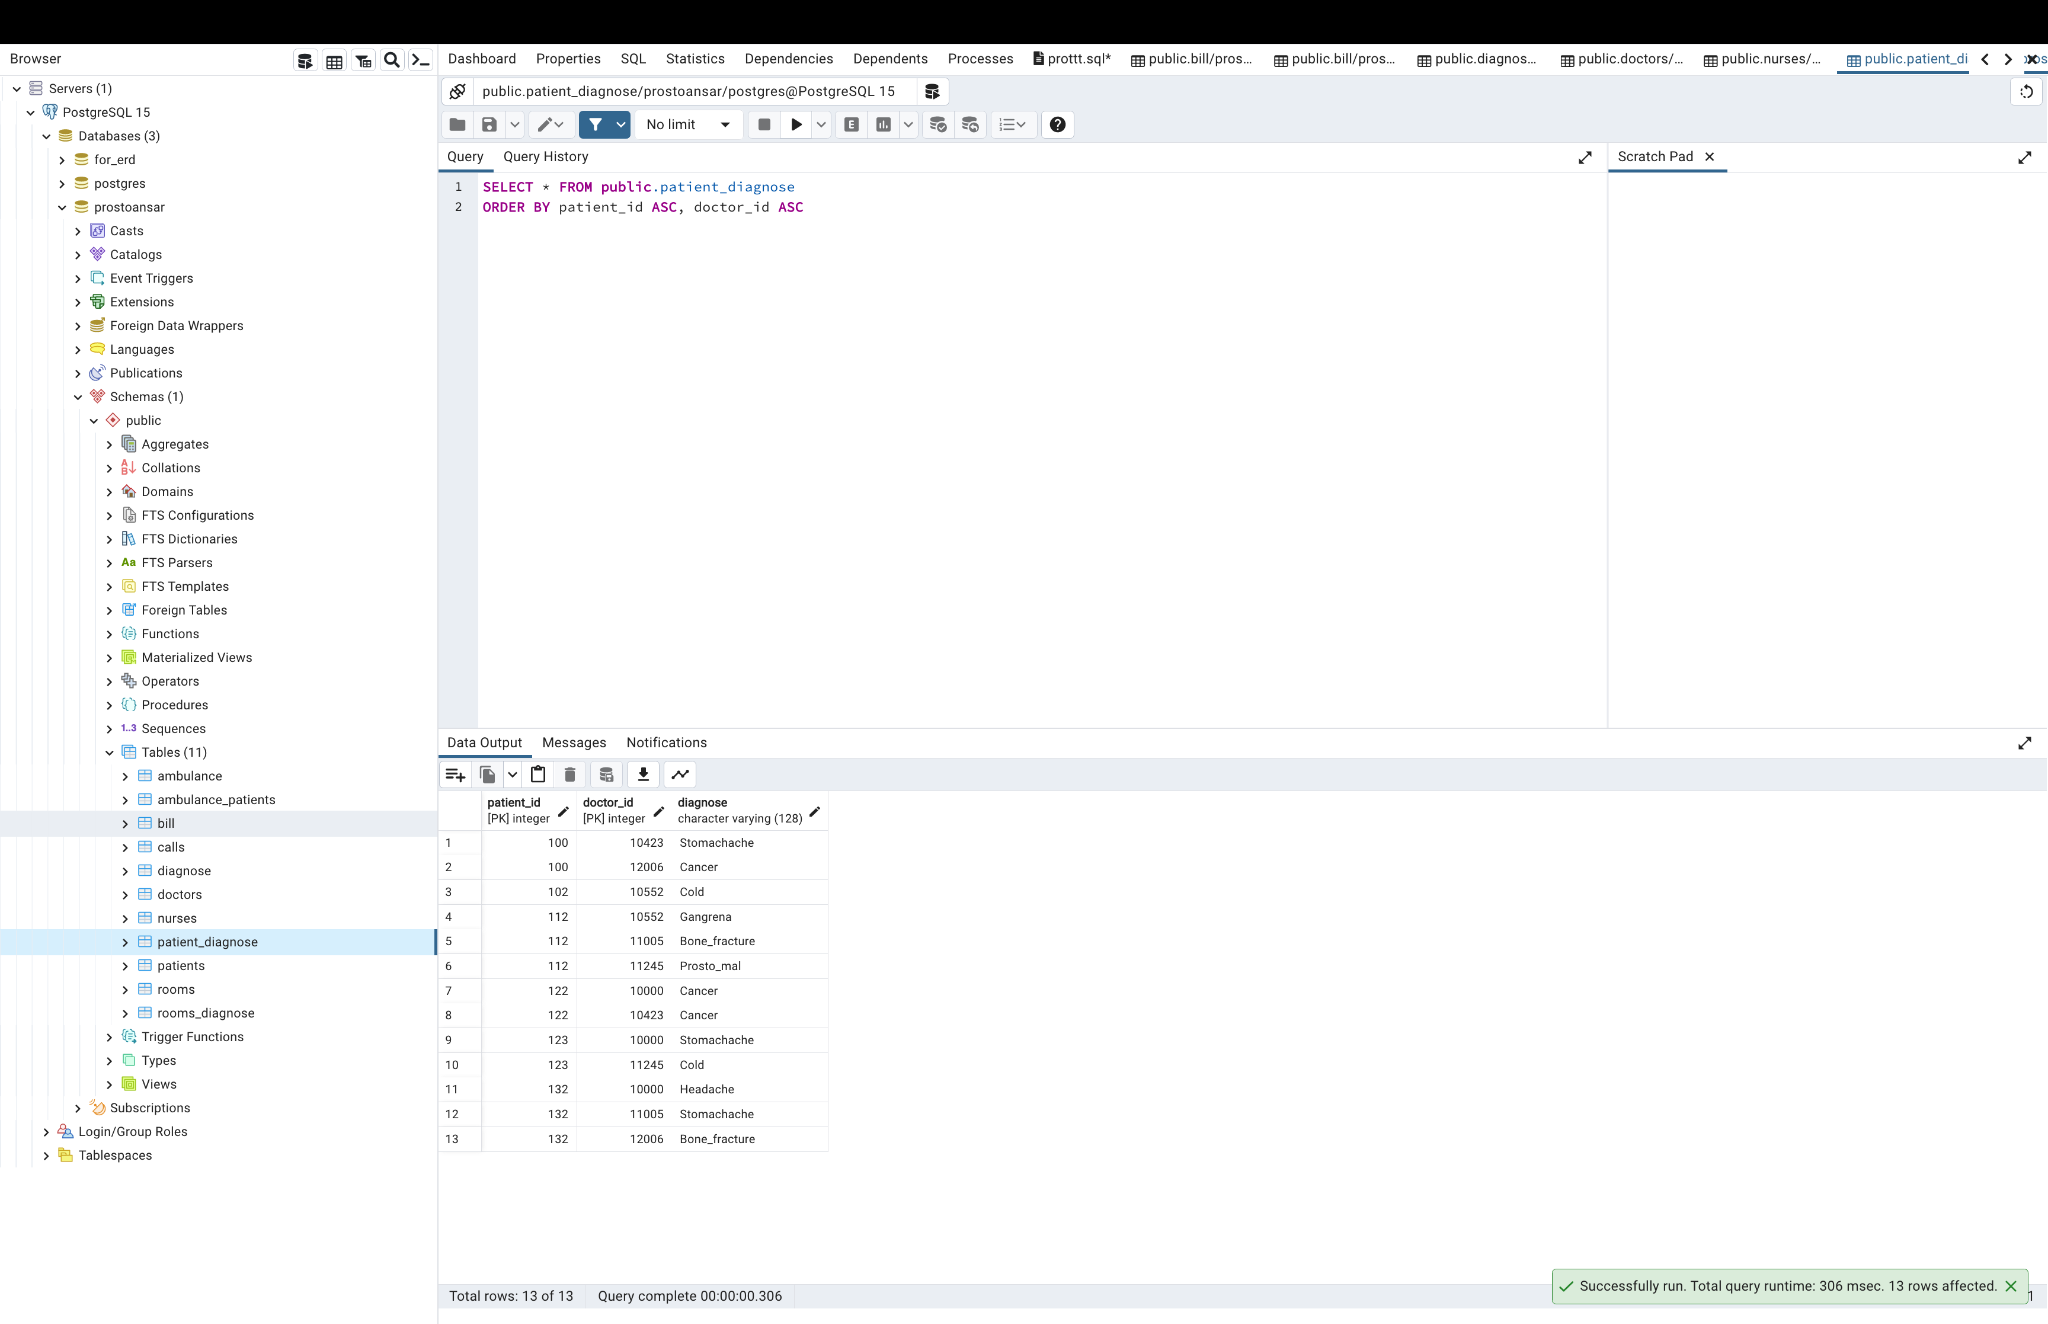 Browser
Servers (1)
PostgreSQL 15
Databases (3)
for_erd
postgres
prostoansar
Casts
Catalogs
Event Triggers
Extensions
Foreign Data Wrappers
Languages
Publications
Schemas (1)
public
Aggregates
Collations
Domains
FTS Configurations
FTS Dictionaries
Aa FTS Parsers
FTS Templates
Foreign Tables
Functions
Materialized Views
Operators
Procedures
1..3 Sequences
Tables (11)
ambulance
ambulance_patients
bill
calls
diagnose
doctors
nurses
patient_diagnose
patients
rooms
rooms_diagnose
Trigger Functions
Types
Views
Subscriptions
Login/Group Roles
Tablespaces
Dashboard Properties SQL Statistics Dependencies Dependents Processes prottt.sql* public.bill/pros... public.bill/pros... public.diagnos... public.doctors/... public.nurses/... public.patient_di
public.patient_diagnose/prostoansar/postgres@PostgreSQL 15
No limit E
Query Query History
Scratch Pad
1 SELECT * FROM public.patient_diagnose
2 ORDER BY patient_id ASC, doctor_id ASC
Data Output Messages Notifications
patient_id doctor_id diagnose
[PK] integer [PK] integer character varying (128)
1 100 10423 Stomachache
2 100 12006 Cancer
3 102 10552 Cold
4 112 10552 Gangrena
5 112 11005 Bone_fracture
6 112 11245 Prosto_mal
7 122 10000 Cancer
8 122 10423 Cancer
9 123 10000 Stomachache
10 123 11245 Cold
11 132 10000 Headache
12 132 11005 Stomachache
13 132 12006 Bone_fracture
Total rows: 13 of 13 Query complete 00:00:00.306
Successfully run. Total query runtime: 306 msec. 13 rows affected.